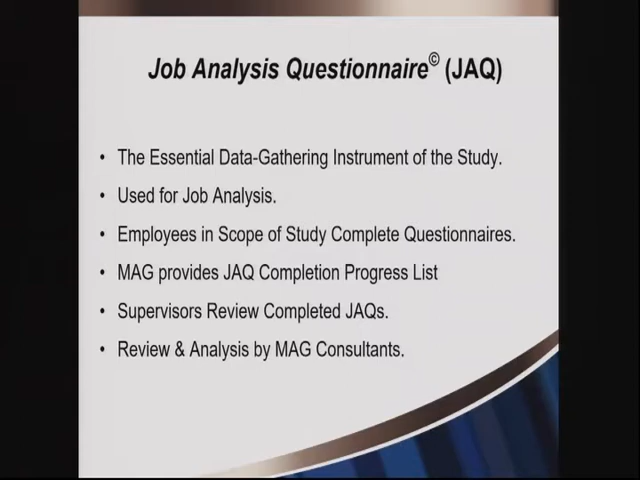 Job Analysis Questionnaire© (JAQ)
• The Essential Data-Gathering Instrument of the Study.
• Used for Job Analysis.
• Employees in Scope of Study Complete Questionnaires.
• MAG provides JAQ Completion Progress List
• Supervisors Review Completed JAQs.
• Review & Analysis by MAG Consultants.